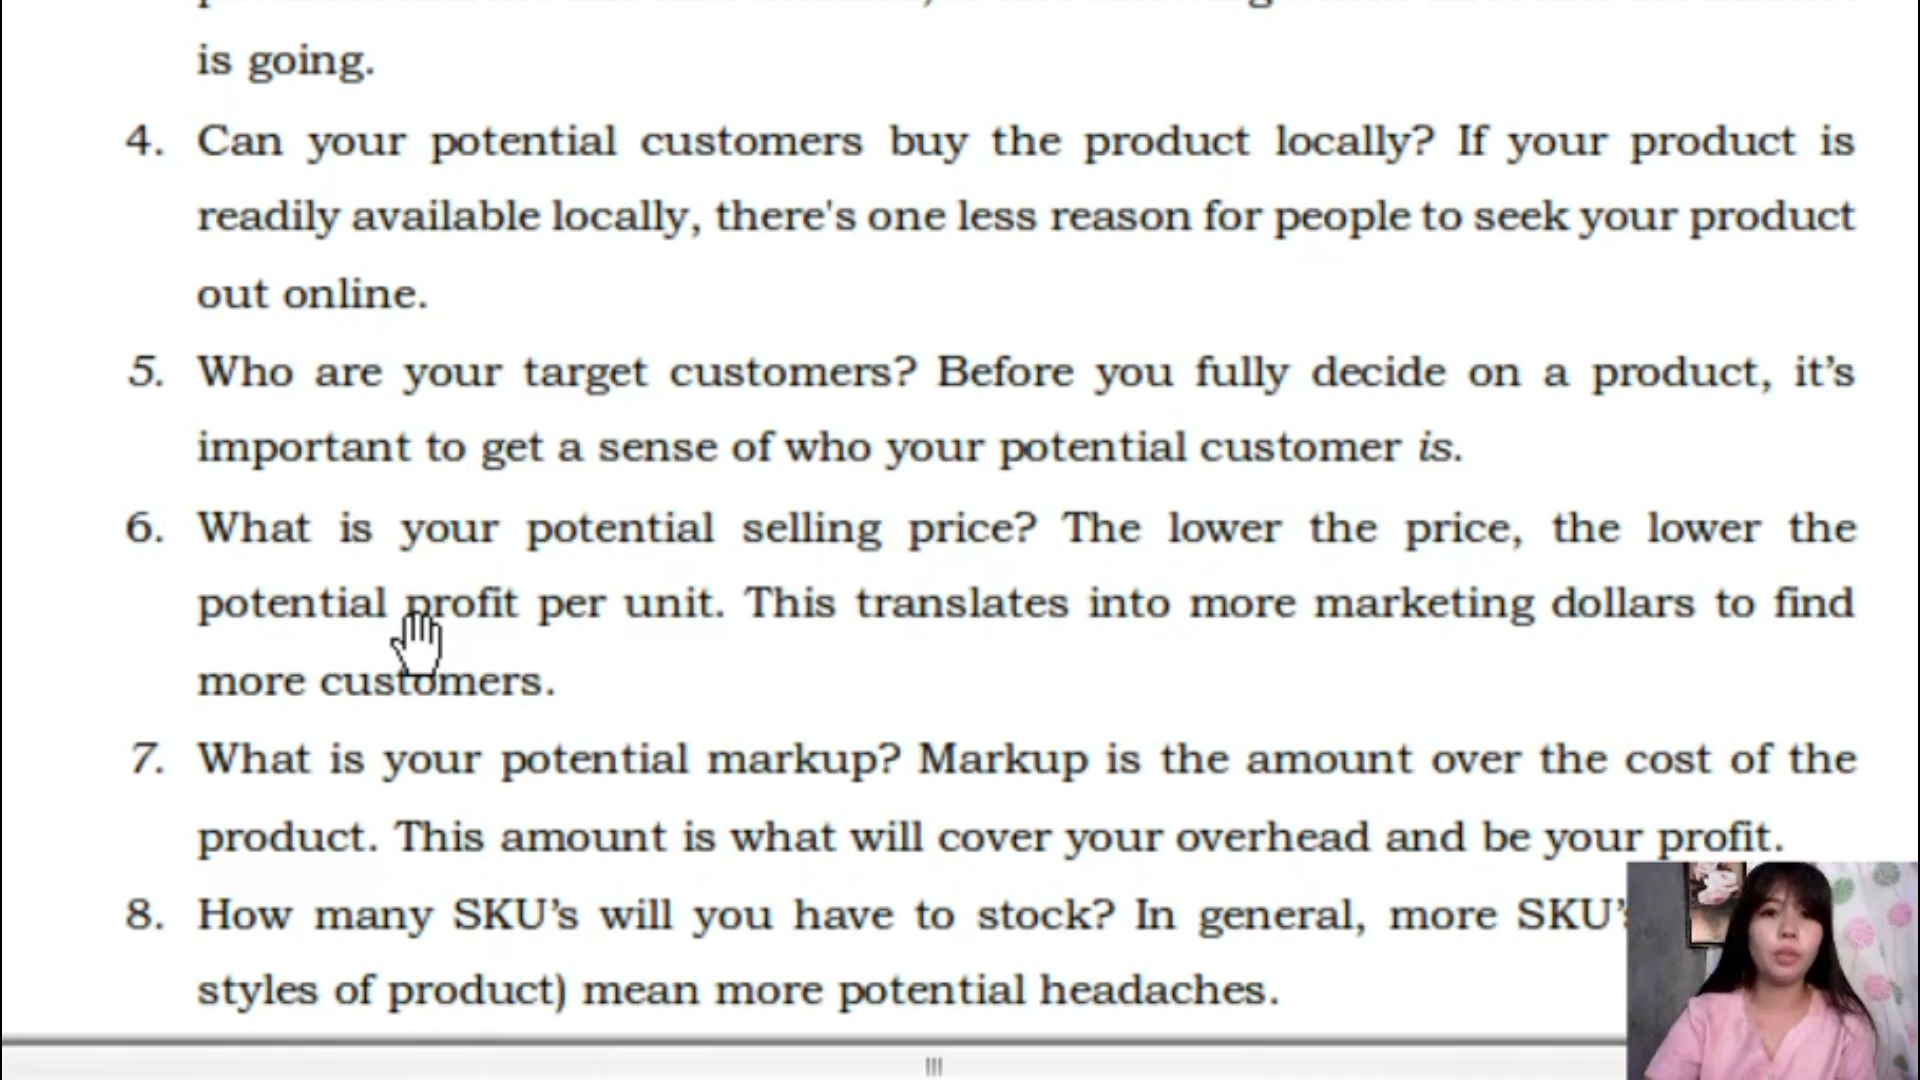 is going.
4. Can your potential customers buy the product locally? If your product is
readily available locally, there's one less reason for people to seek your product
out online.
5. Who are your target customers? Before you fully decide on a product, it’s
important to get a sense of who your potential customer is.
6. What is your potential selling price? The lower the price, the lower the
potential profit per unit. This translates into more marketing dollars to find
more customers.
7. What is your potential markup? Markup is the amount over the cost of the
product. This amount is what will cover your overhead and be your profit.
8. How many SKU’s will you have to stock? In general, more SKU’s
styles of product) mean more potential headaches.